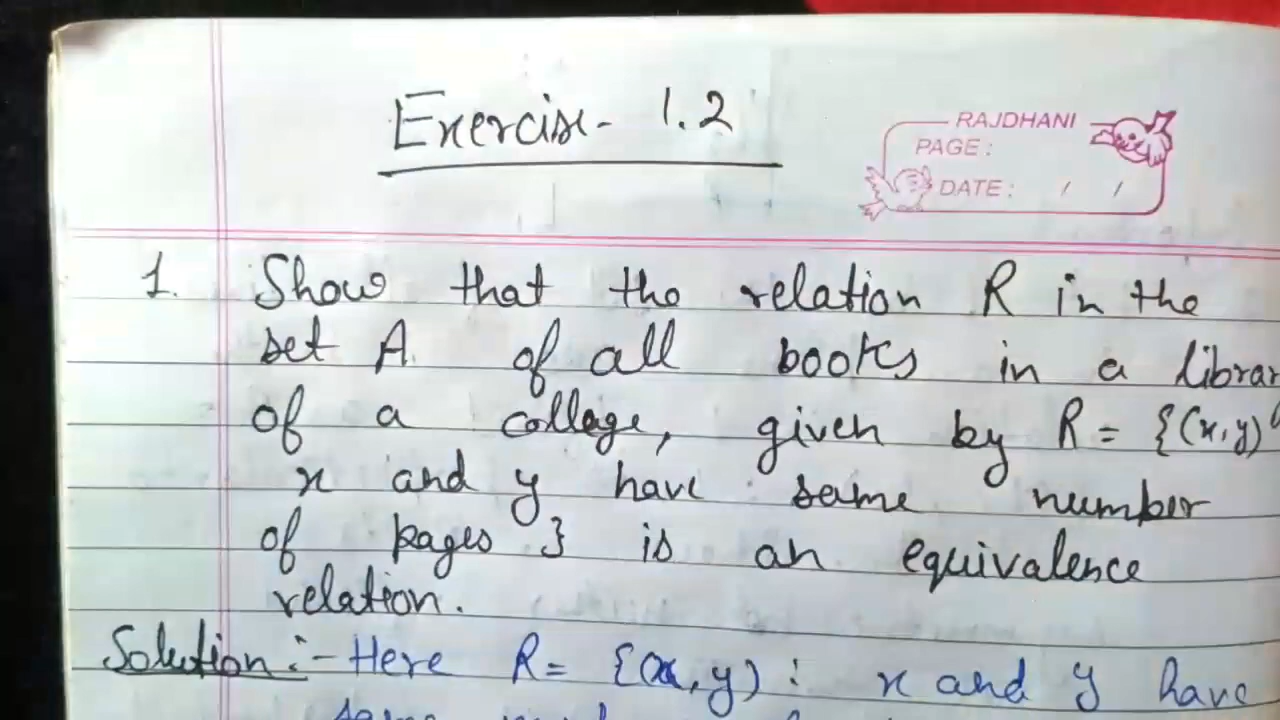 Exercise - 1.2
RAJDHANI
PAGE :
DATE : / /
1. Show that the relation R in the
set A. of all books in a librar
of a college, given by R = {(x,y)
x and y have same number
of pages } is an equivalence
relation.
Solution :- Here R = {(x, y) : x and y have
same